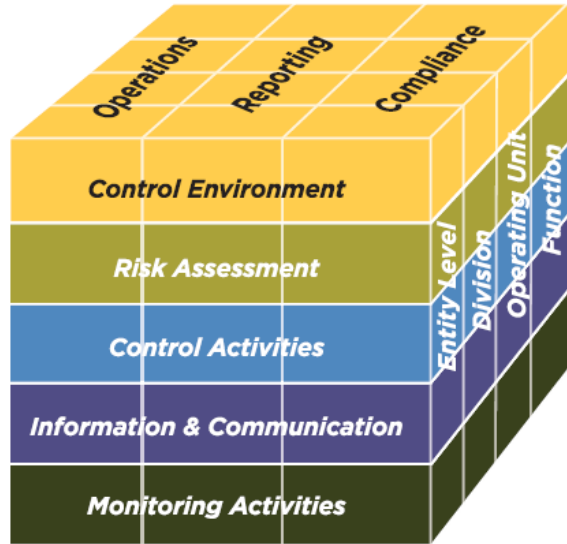 Operations
Reporting
Compliance
Control Environment
Risk Assessment
Control Activities
Information & Communication
Monitoring Activities
Entity Level
Division
Operating Unit
Function